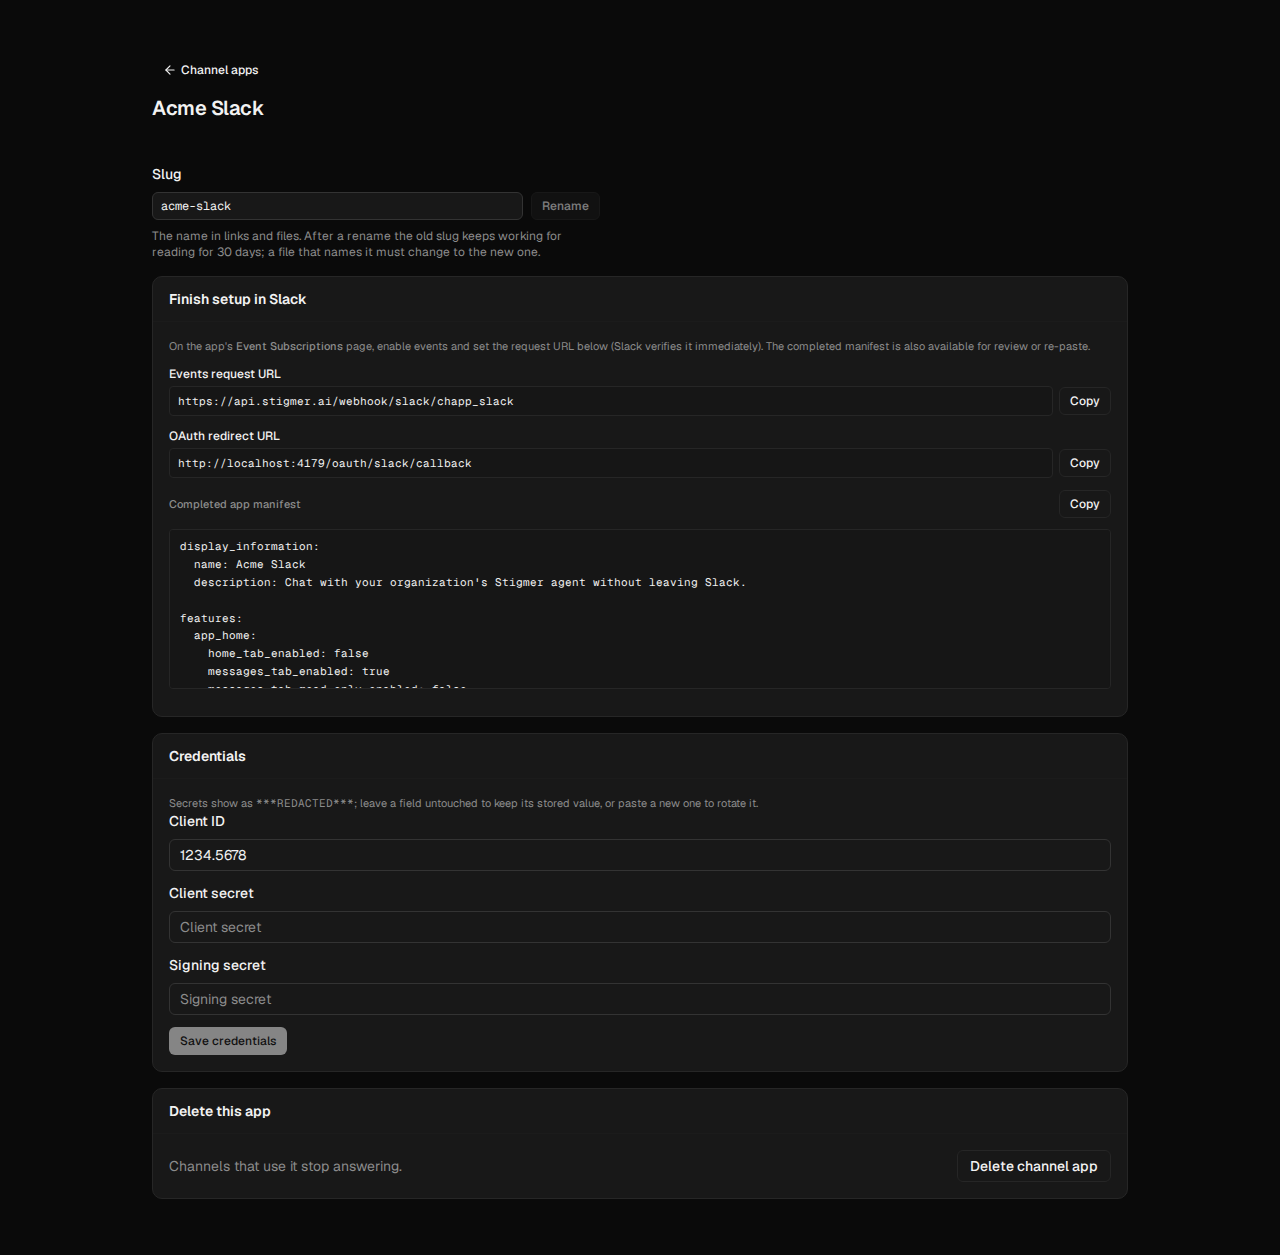 Channel apps
Acme Slack
Slug
acme-slack
Rename
The name in links and files. After a rename the old slug keeps working for
reading for 30 days; a file that names it must change to the new one.
Finish setup in Slack
On the app's Event Subscriptions page, enable events and set the request URL below (Slack verifies it immediately). The completed manifest is also available for review or re-paste.
Events request URL
https://api.stigmer.ai/webhook/slack/chapp_slack
Copy
OAuth redirect URL
http://localhost:4179/oauth/slack/callback
Copy
Completed app manifest
Copy
display_information:
  name: Acme Slack
  description: Chat with your organization's Stigmer agent without leaving Slack.
features:
  app_home:
    home_tab_enabled: false
    messages_tab_enabled: true
Credentials
Secrets show as ***REDACTED***; leave a field untouched to keep its stored value, or paste a new one to rotate it.
Client ID
1234.5678
Client secret
Client secret
Signing secret
Signing secret
Save credentials
Delete this app
Channels that use it stop answering.
Delete channel app